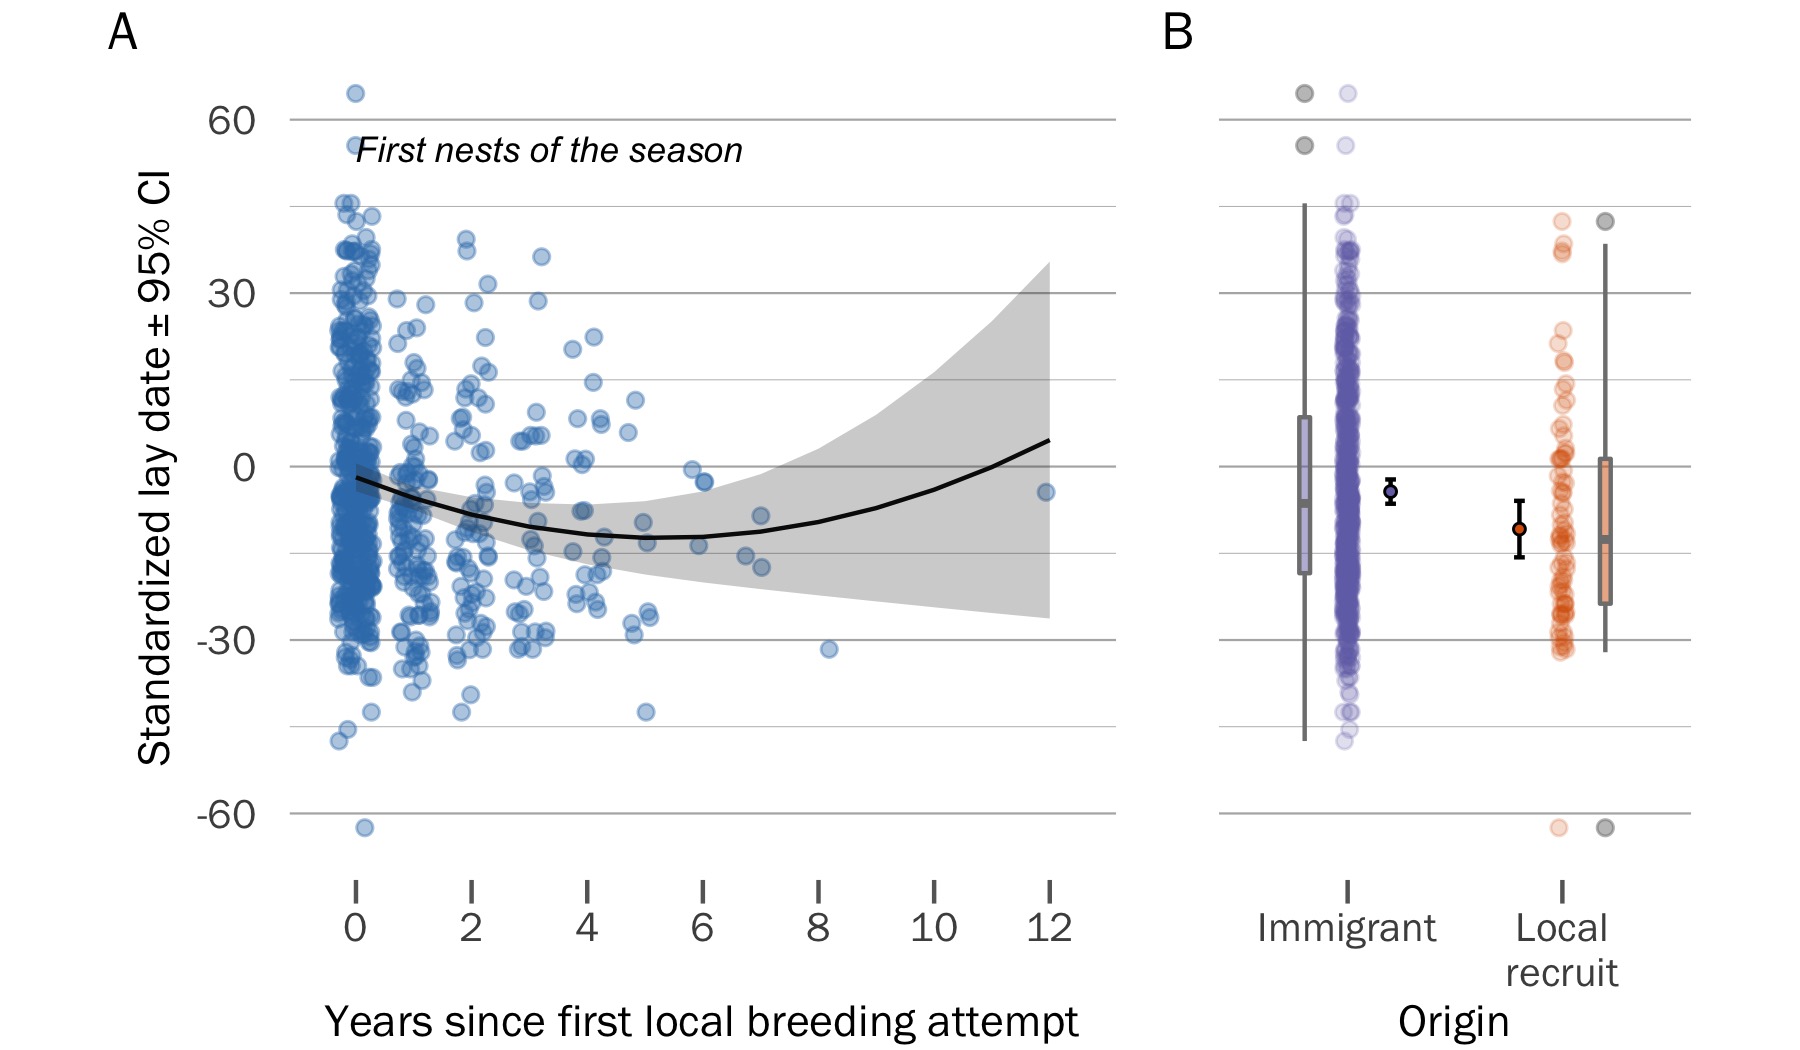 A
B
Standardized lay date ± 95% CI
60
30
0
-30
-60
First nests of the season
0 2 4 6 8 10 12
Years since first local breeding attempt
Immigrant
Local
recruit
Origin